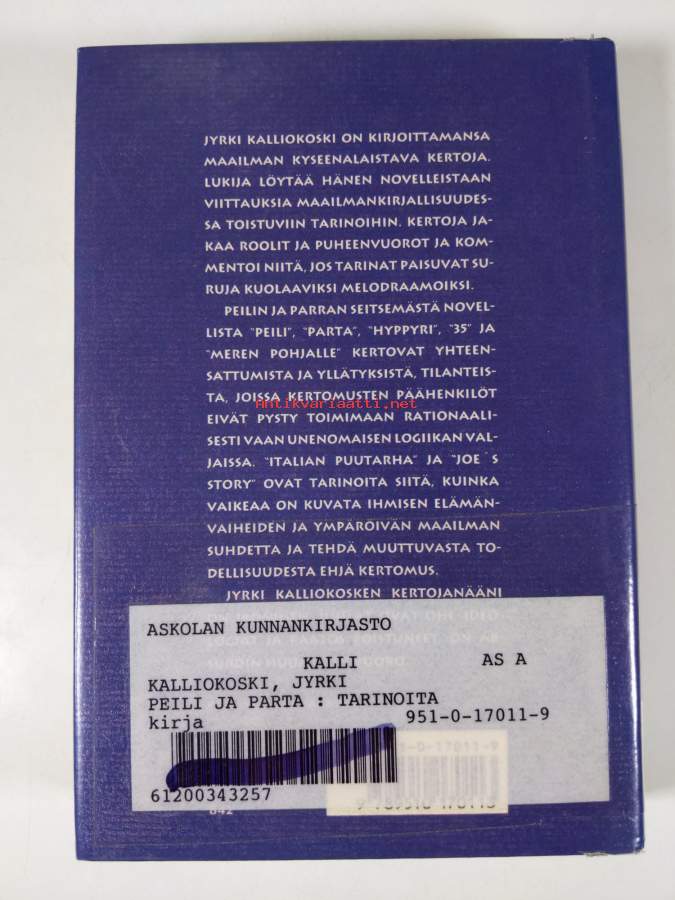 JYRKI KALLIOKOSKI ON KIRJOITTAMANSA
MAAILMAN KYSEENALAISTAVA KERTOJA.
LUKIJA LÖYTÄÄ HÄNEN NOVELLEISTAAN
VIITTAUKSIA MAAILMANKIRJALLISUUDES-
SA TOISTUVIIN TARINOIHIN. KERTOJA JA-
KAA ROOLIT JA PUHEENVUOROT JA KOM-
MENTOI NIITÄ, JOS TARINAT PAISUVAT SU-
RUJA KUOLAAVIKSI MELODRAAMOIKSI.
PEILIN JA PARRAN SEITSEMÄSTÄ NOVEL-
LISTA "PEILI", "PARTA", "HYPPYRI", "35" JA
"MEREN POHJALLE" KERTOVAT YHTEEN-
SATTUMISTA JA YLLÄTYKSISTÄ, TILANTEIS-
TA, JOISSA KERTOMUSTEN PÄÄHENKILÖT
Antikvariaatti.net
EIVÄT PYSTY TOIMIMAAN RATIONAALI-
SESTI VAAN UNENOMAISEN LOGIIKAN VAL-
JAISSA. "ITALIAN PUUTARHA" JA "JOE´S
STORY" OVAT TARINOITA SIITÄ, KUINKA
VAIKEAA ON KUVATA IHMISEN ELÄMÄN-
VAIHEIDEN JA YMPÄRÖIVÄN MAAILMAN
SUHDETTA JA TEHDÄ MUUTTUVASTA TO-
DELLISUUDESTA EHJÄ KERTOMUS.
JYRKI KALLIOKOSKEN KERTOJANÄÄNI
ASKOLAN KUNNANKIRJASTO
KALLI AS A
KALLIOKOSKI, JYRKI
PEILI JA PARTA : TARINOITA
kirja 951-0-17011-9
61200343257